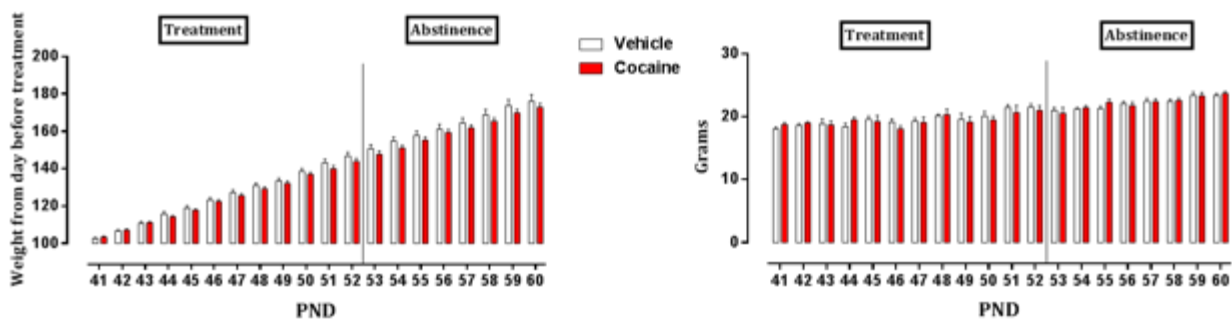 Treatment
Abstinence
Weight from day before treatment
200
180
160
140
120
100
41 42 43 44 45 46 47 48 49 50 51 52 53 54 55 56 57 58 59 60
PND
Vehicle
Cocaine
Treatment
Abstinence
Grams
30
20
10
0
41 42 43 44 45 46 47 48 49 50 51 52 53 54 55 56 57 58 59 60
PND